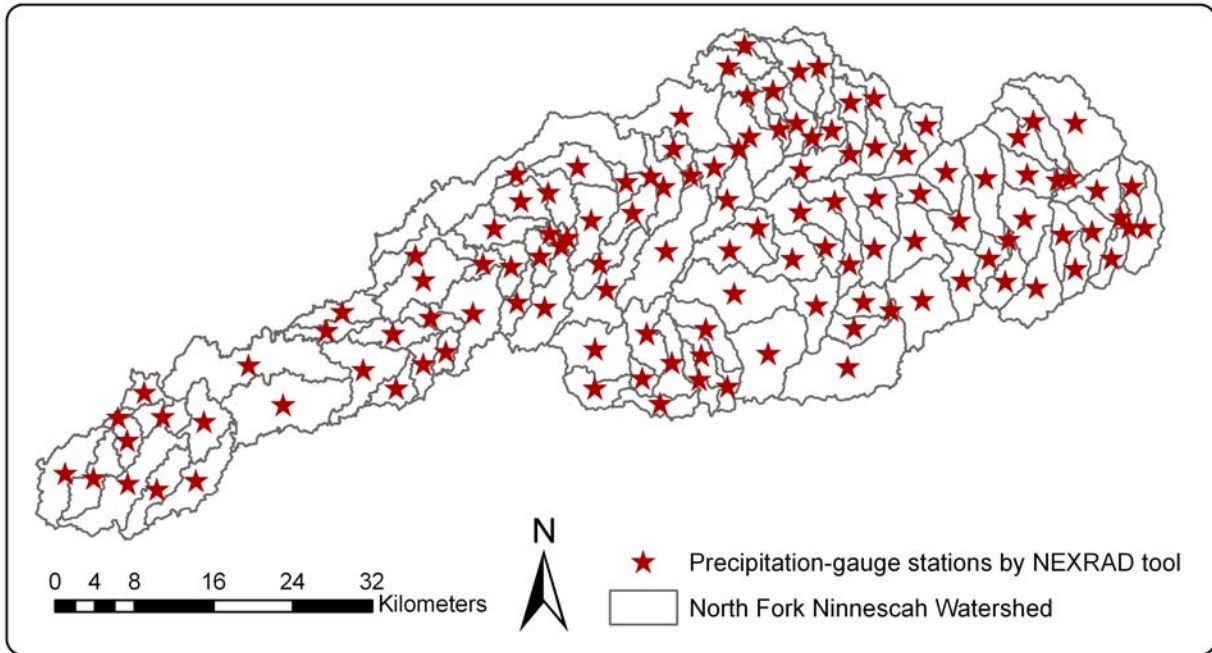 N
0 4 8 16 24 32
Kilometers
Precipitation-gauge stations by NEXRAD tool
North Fork Ninnescah Watershed